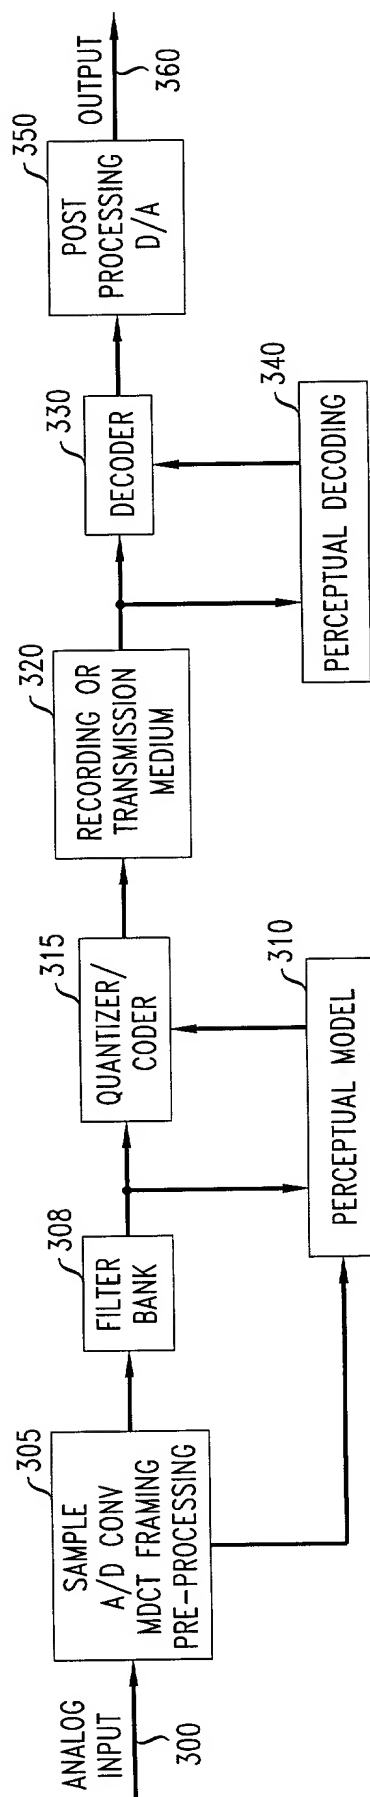 ANALOG
INPUT
300
305
SAMPLE
A/D CONV
MDCT FRAMING
PRE-PROCESSING
308
FILTER
BANK
315
QUANTIZER/
CODER
310
PERCEPTUAL MODEL
320
RECORDING OR
TRANSMISSION
MEDIUM
330
DECODER
340
PERCEPTUAL DECODING
350
POST
PROCESSING
D/A
OUTPUT
360